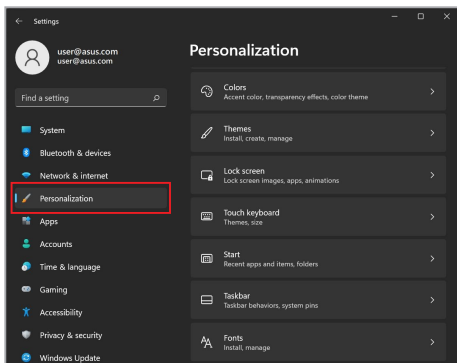 Settings
user@asus.com
user@asus.com
Find a setting
System
Bluetooth & devices
Network & internet
Personalization
Apps
Accounts
Time & language
Gaming
Accessibility
Privacy & security
Windows Update
Personalization
Colors
Accent color, transparency effects, color theme
Themes
Install, create, manage
Lock screen
Lock screen images, apps, animations
Touch keyboard
Themes, size
Start
Recent apps and items, folders
Taskbar
Taskbar behaviors, system pins
Fonts
Install, manage